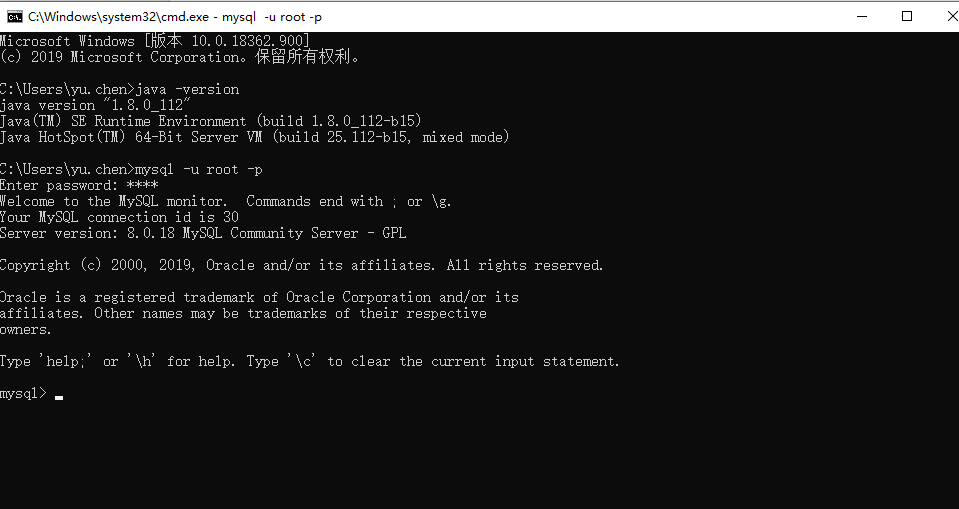 C:\Windows\system32\cmd.exe - mysql  -u root -p
Microsoft Windows [版本 10.0.18362.900]
(c) 2019 Microsoft Corporation。保留所有权利。
C:\Users\yu.chen>java -version
java version "1.8.0_112"
Java(TM) SE Runtime Environment (build 1.8.0_112-b15)
Java HotSpot(TM) 64-Bit Server VM (build 25.112-b15, mixed mode)
C:\Users\yu.chen>mysql -u root -p
Enter password: ****
Welcome to the MySQL monitor.  Commands end with ; or \g.
Your MySQL connection id is 30
Server version: 8.0.18 MySQL Community Server - GPL
Copyright (c) 2000, 2019, Oracle and/or its affiliates. All rights reserved.
Oracle is a registered trademark of Oracle Corporation and/or its
affiliates. Other names may be trademarks of their respective
owners.
Type 'help;' or '\h' for help. Type '\c' to clear the current input statement.
mysql>